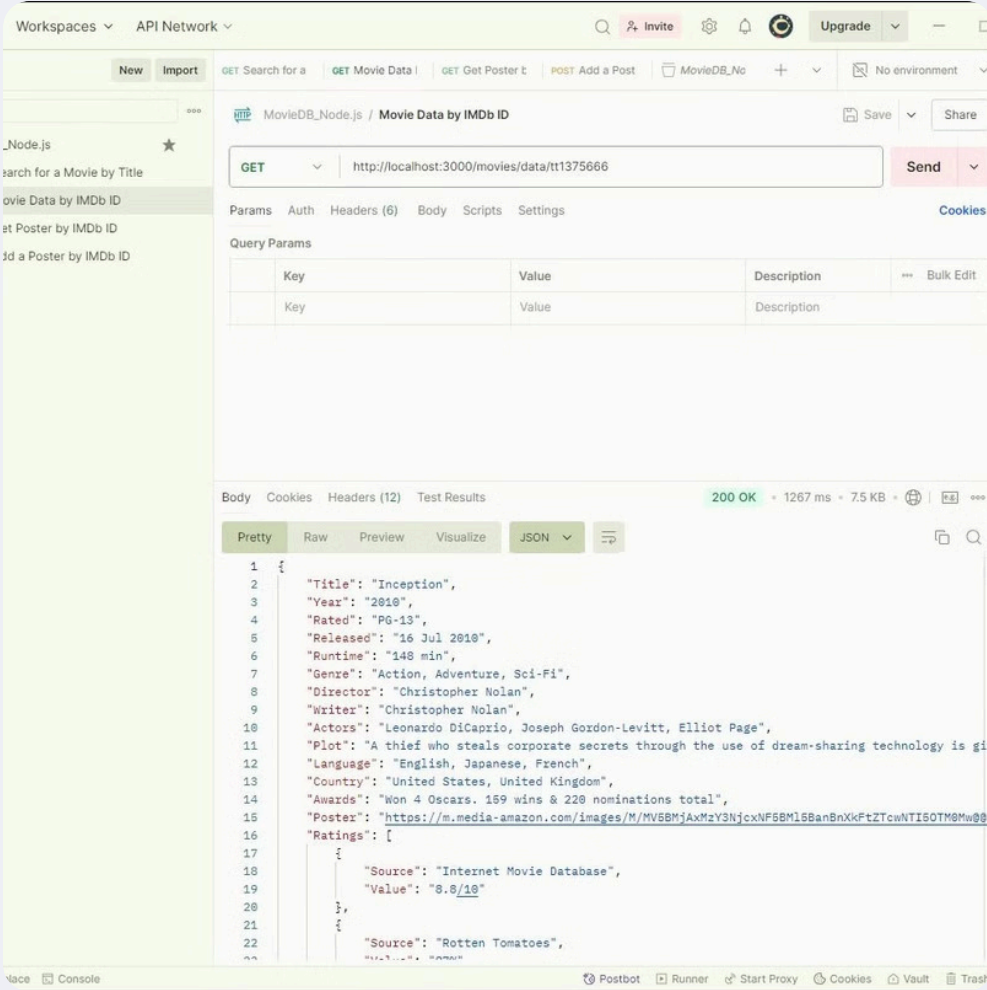 Workspaces API Network Invite Upgrade
New Import GET Search for a GET Movie Data GET Get Poster POST Add a Post MovieDB_No No environment
MovieDB_Node.js / Movie Data by IMDb ID Save Share
_Node.js
earch for a Movie by Title
GET http://localhost:3000/movies/data/tt1375666 Send
ovie Data by IMDb ID
Params Auth Headers (6) Body Scripts Settings Cookies
et Poster by IMDb ID
Query Params
dd a Poster by IMDb ID
Key Value Description Bulk Edit
Key Value Description
Body Cookies Headers (12) Test Results 200 OK • 1267 ms • 7.5 KB •
Pretty Raw Preview Visualize JSON
1 {
2 "Title": "Inception",
3 "Year": "2010",
4 "Rated": "PG-13",
5 "Released": "16 Jul 2010",
6 "Runtime": "148 min",
7 "Genre": "Action, Adventure, Sci-Fi",
8 "Director": "Christopher Nolan",
9 "Writer": "Christopher Nolan",
10 "Actors": "Leonardo DiCaprio, Joseph Gordon-Levitt, Elliot Page",
11 "Plot": "A thief who steals corporate secrets through the use of dream-sharing technology is gi
12 "Language": "English, Japanese, French",
13 "Country": "United States, United Kingdom",
14 "Awards": "Won 4 Oscars. 159 wins & 220 nominations total",
15 "Poster": "https://m.media-amazon.com/images/M/MV5BMjAxMzY3NjcxNF5BMl5BanBnXkFtZTcwNTI5OTM0Mw@@
16 "Ratings": [
17 {
18 "Source": "Internet Movie Database",
19 "Value": "8.8/10"
20 },
21 {
22 "Source": "Rotten Tomatoes",
Console Postbot Runner Start Proxy Cookies Vault Trash